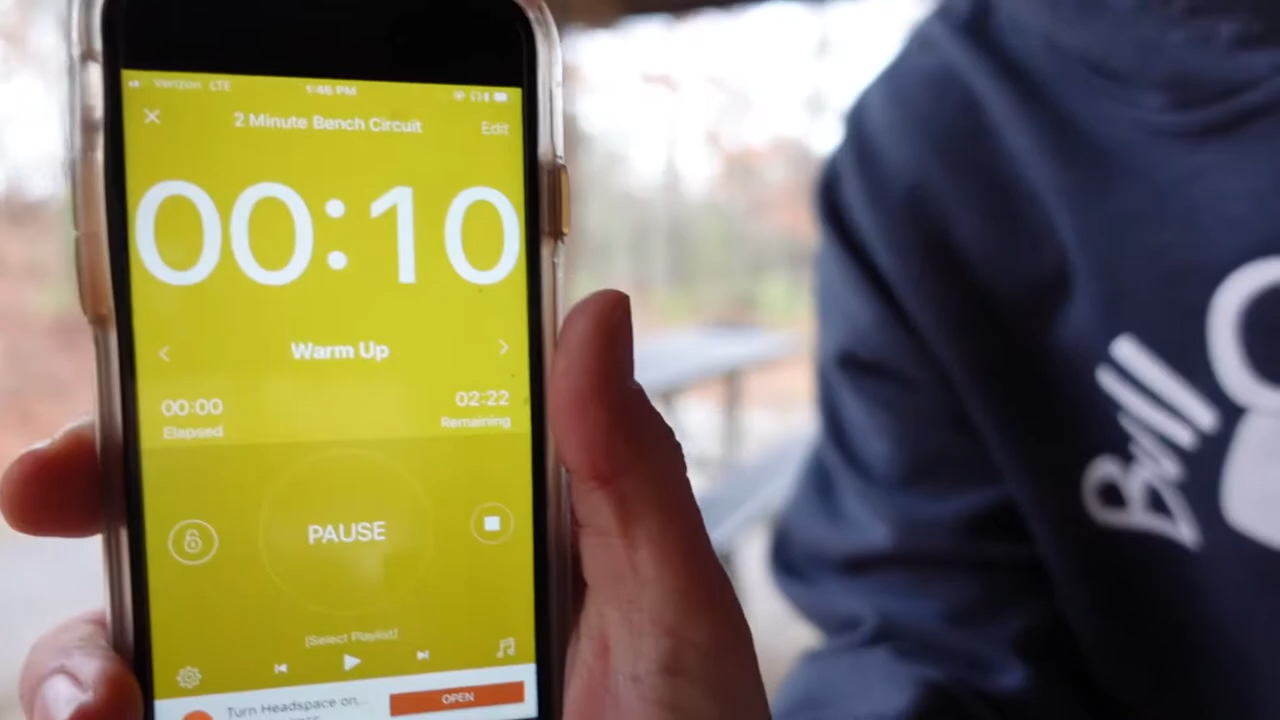 Verizon LTE 1:46 PM
2 Minute Bench Circuit Edit
00:10
Warm Up
00:00 02:22
Elapsed Remaining
PAUSE
[Select Playlist]
Turn Headspace on,... OPEN
Bull